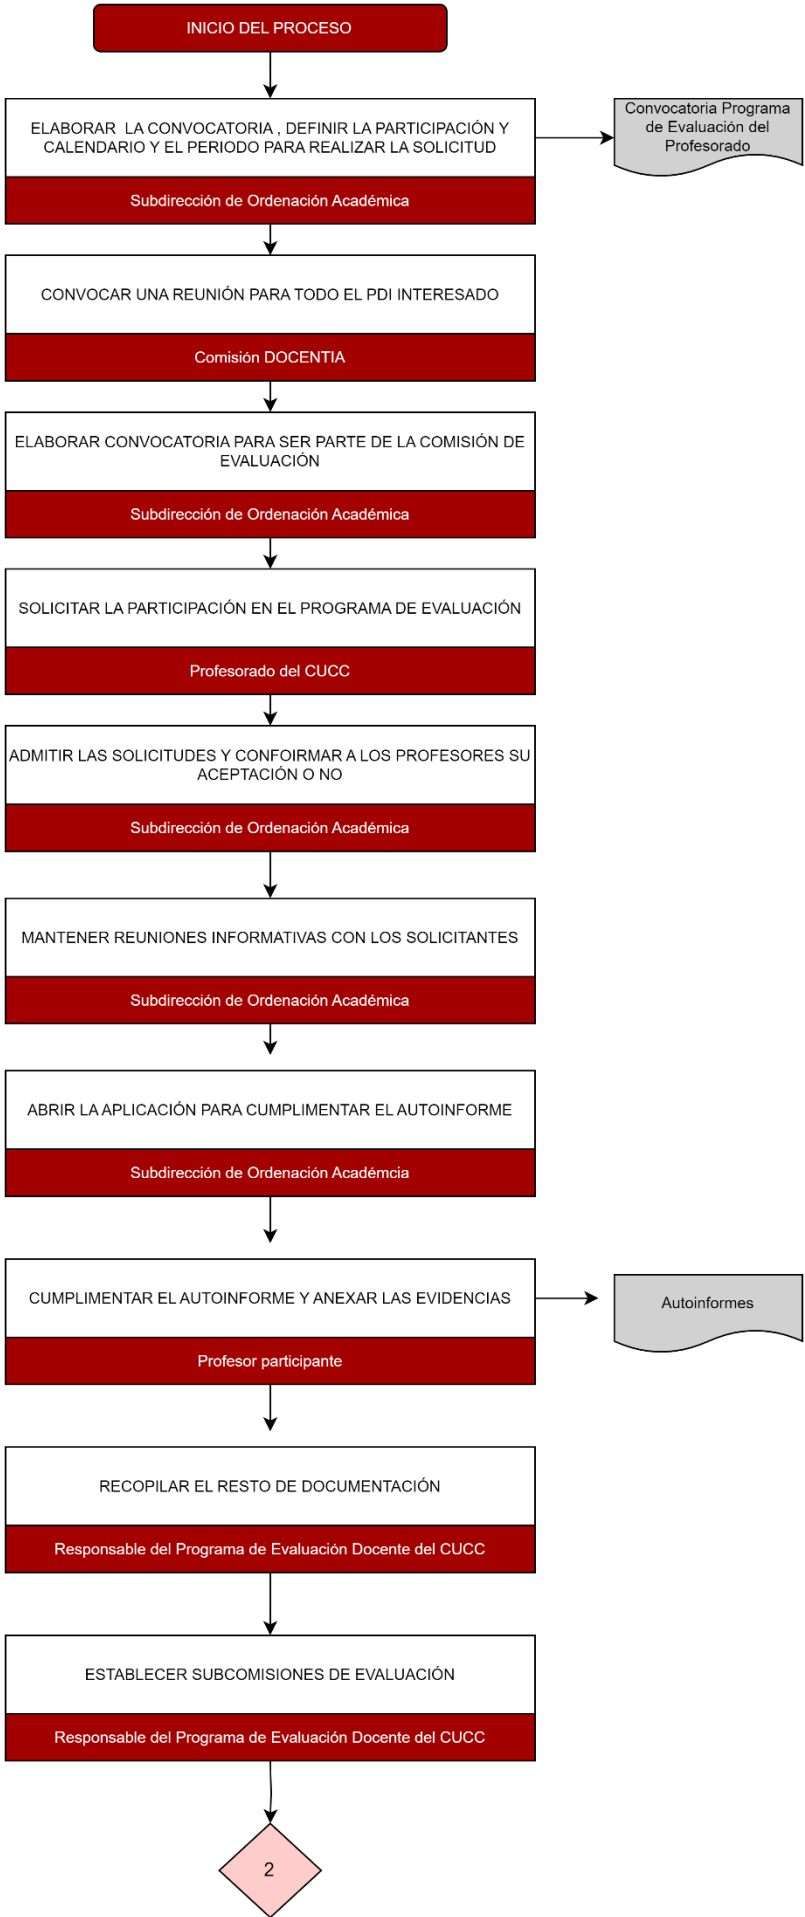 INICIO DEL PROCESO
ELABORAR LA CONVOCATORIA , DEFINIR LA PARTICIPACIÓN Y
CALENDARIO Y EL PERIODO PARA REALIZAR LA SOLICITUD
Subdirección de Ordenación Académica
Convocatoria Programa
de Evaluación del
Profesorado
CONVOCAR UNA REUNIÓN PARA TODO EL PDI INTERESADO
Comisión DOCENTIA
ELABORAR CONVOCATORIA PARA SER PARTE DE LA COMISIÓN DE
EVALUACIÓN
Subdirección de Ordenación Académica
SOLICITAR LA PARTICIPACIÓN EN EL PROGRAMA DE EVALUACIÓN
Profesorado del CUCC
ADMITIR LAS SOLICITUDES Y CONFOIRMAR A LOS PROFESORES SU
ACEPTACIÓN O NO
Subdirección de Ordenación Académica
MANTENER REUNIONES INFORMATIVAS CON LOS SOLICITANTES
Subdirección de Ordenación Académica
ABRIR LA APLICACIÓN PARA CUMPLIMENTAR EL AUTOINFORME
Subdirección de Ordenación Académcia
CUMPLIMENTAR EL AUTOINFORME Y ANEXAR LAS EVIDENCIAS
Profesor participante
Autoinformes
RECOPILAR EL RESTO DE DOCUMENTACIÓN
Responsable del Programa de Evaluación Docente del CUCC
ESTABLECER SUBCOMISIONES DE EVALUACIÓN
Responsable del Programa de Evaluación Docente del CUCC
2